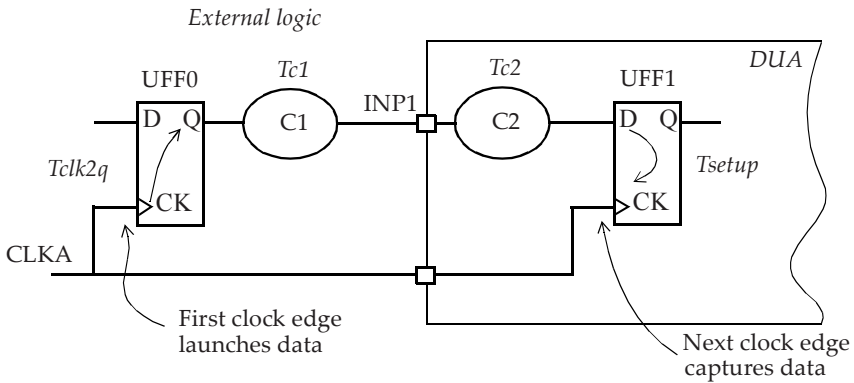 External logic
DUA
Tc1
Tc2
UFF0
UFF1
INP1
D Q
C1
C2
D Q
Tclk2q
Tsetup
CK
CK
CLKA
First clock edge
launches data
Next clock edge
captures data